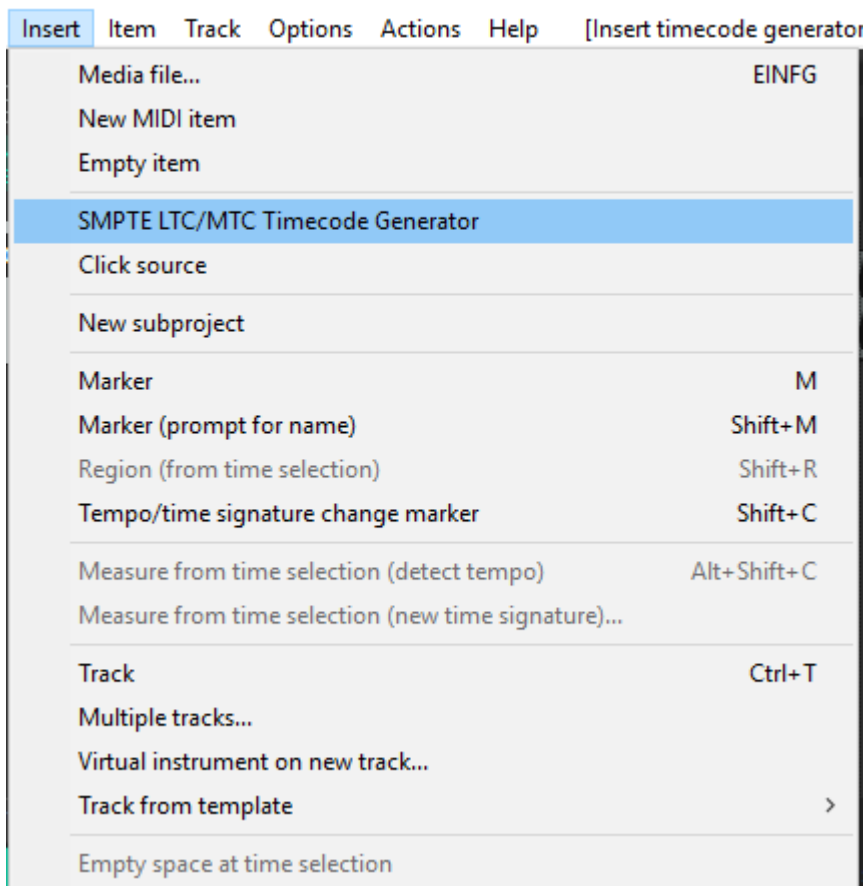 Insert Item Track Options Actions Help [Insert timecode generator
Media file... EINFG
New MIDI item
Empty item
SMPTE LTC/MTC Timecode Generator
Click source
New subproject
Marker M
Marker (prompt for name) Shift+M
Region (from time selection) Shift+R
Tempo/time signature change marker Shift+C
Measure from time selection (detect tempo) Alt+Shift+C
Measure from time selection (new time signature)...
Track Ctrl+T
Multiple tracks...
Virtual instrument on new track...
Track from template >
Empty space at time selection